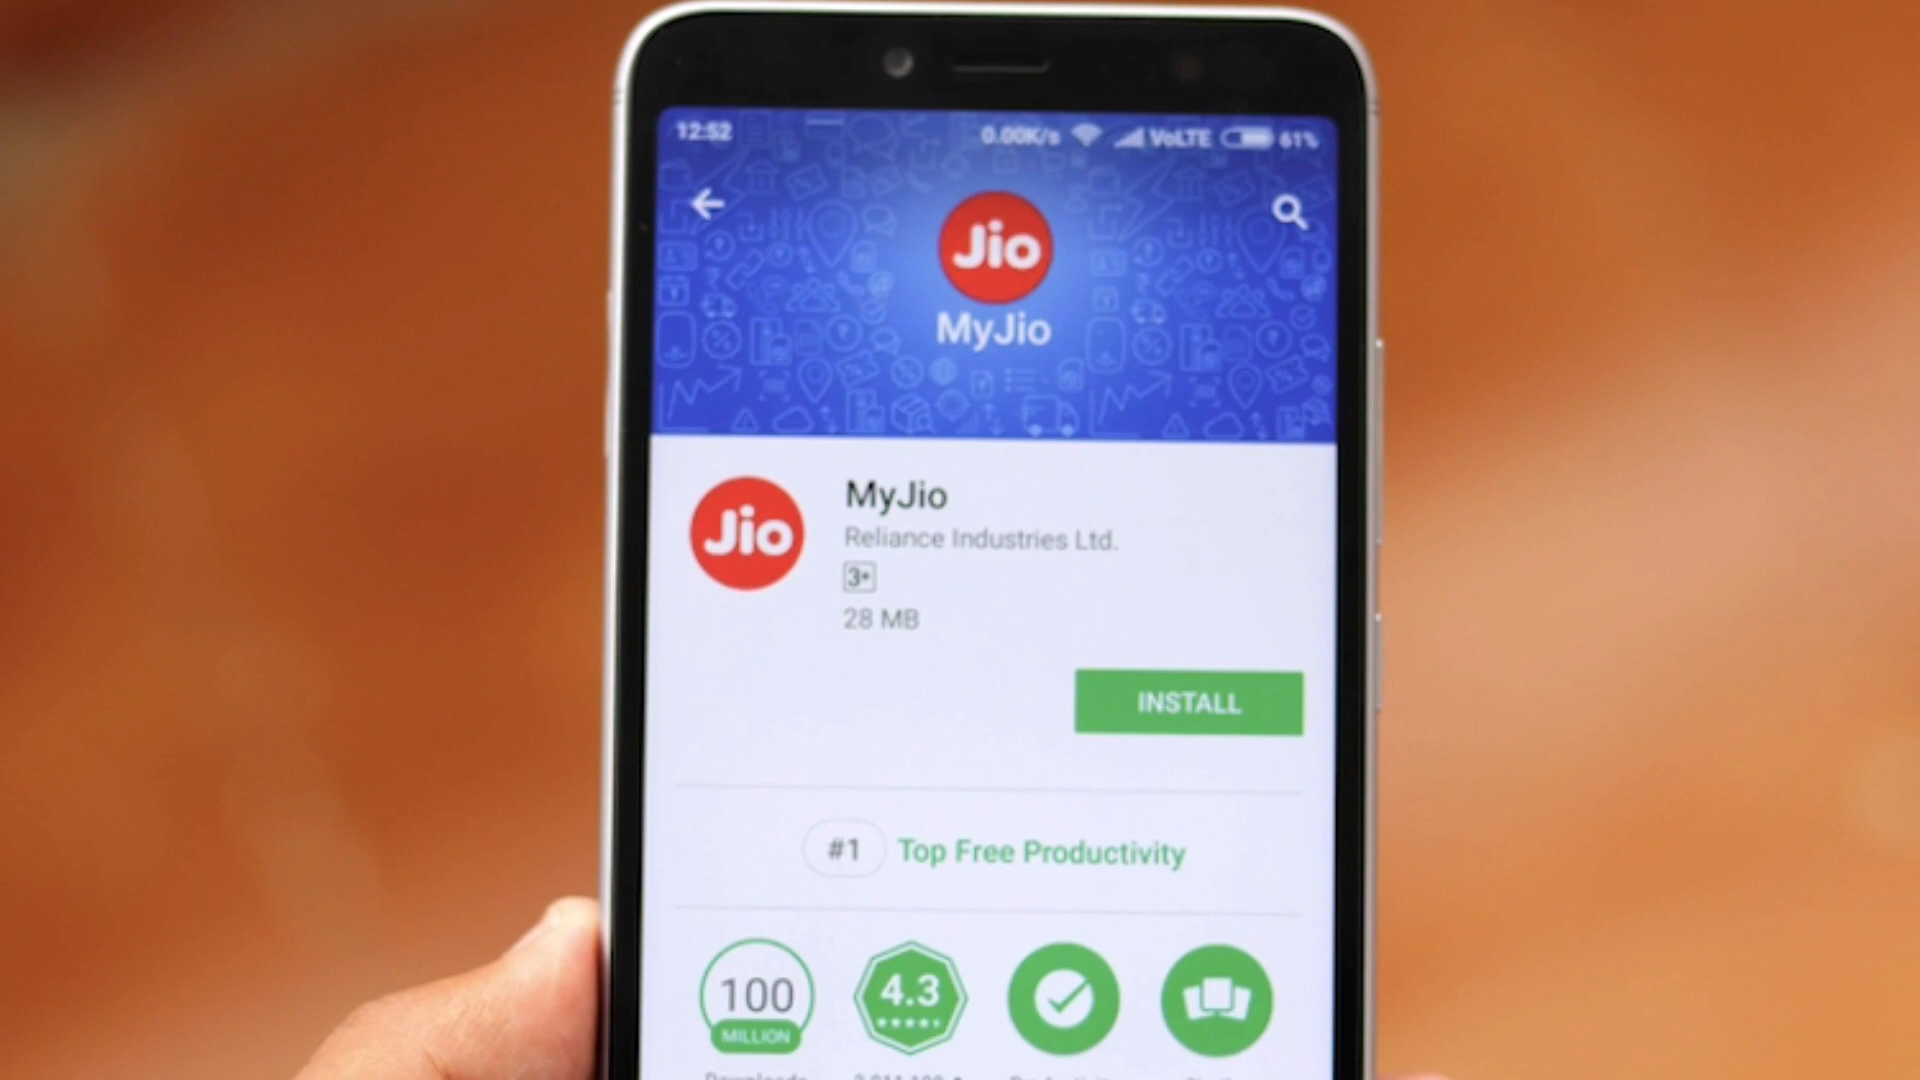 12:52 0.00K/s VoLTE 61%
Jio
MyJio
Jio
MyJio
Reliance Industries Ltd.
3+
28 MB
INSTALL
#1 Top Free Productivity
100
MILLION
4.3
Downloads